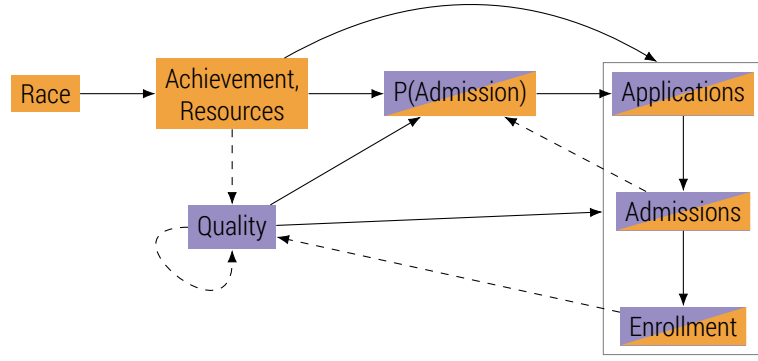 Race
Achievement,
Resources
P(Admission)
Applications
Quality
Admissions
Enrollment